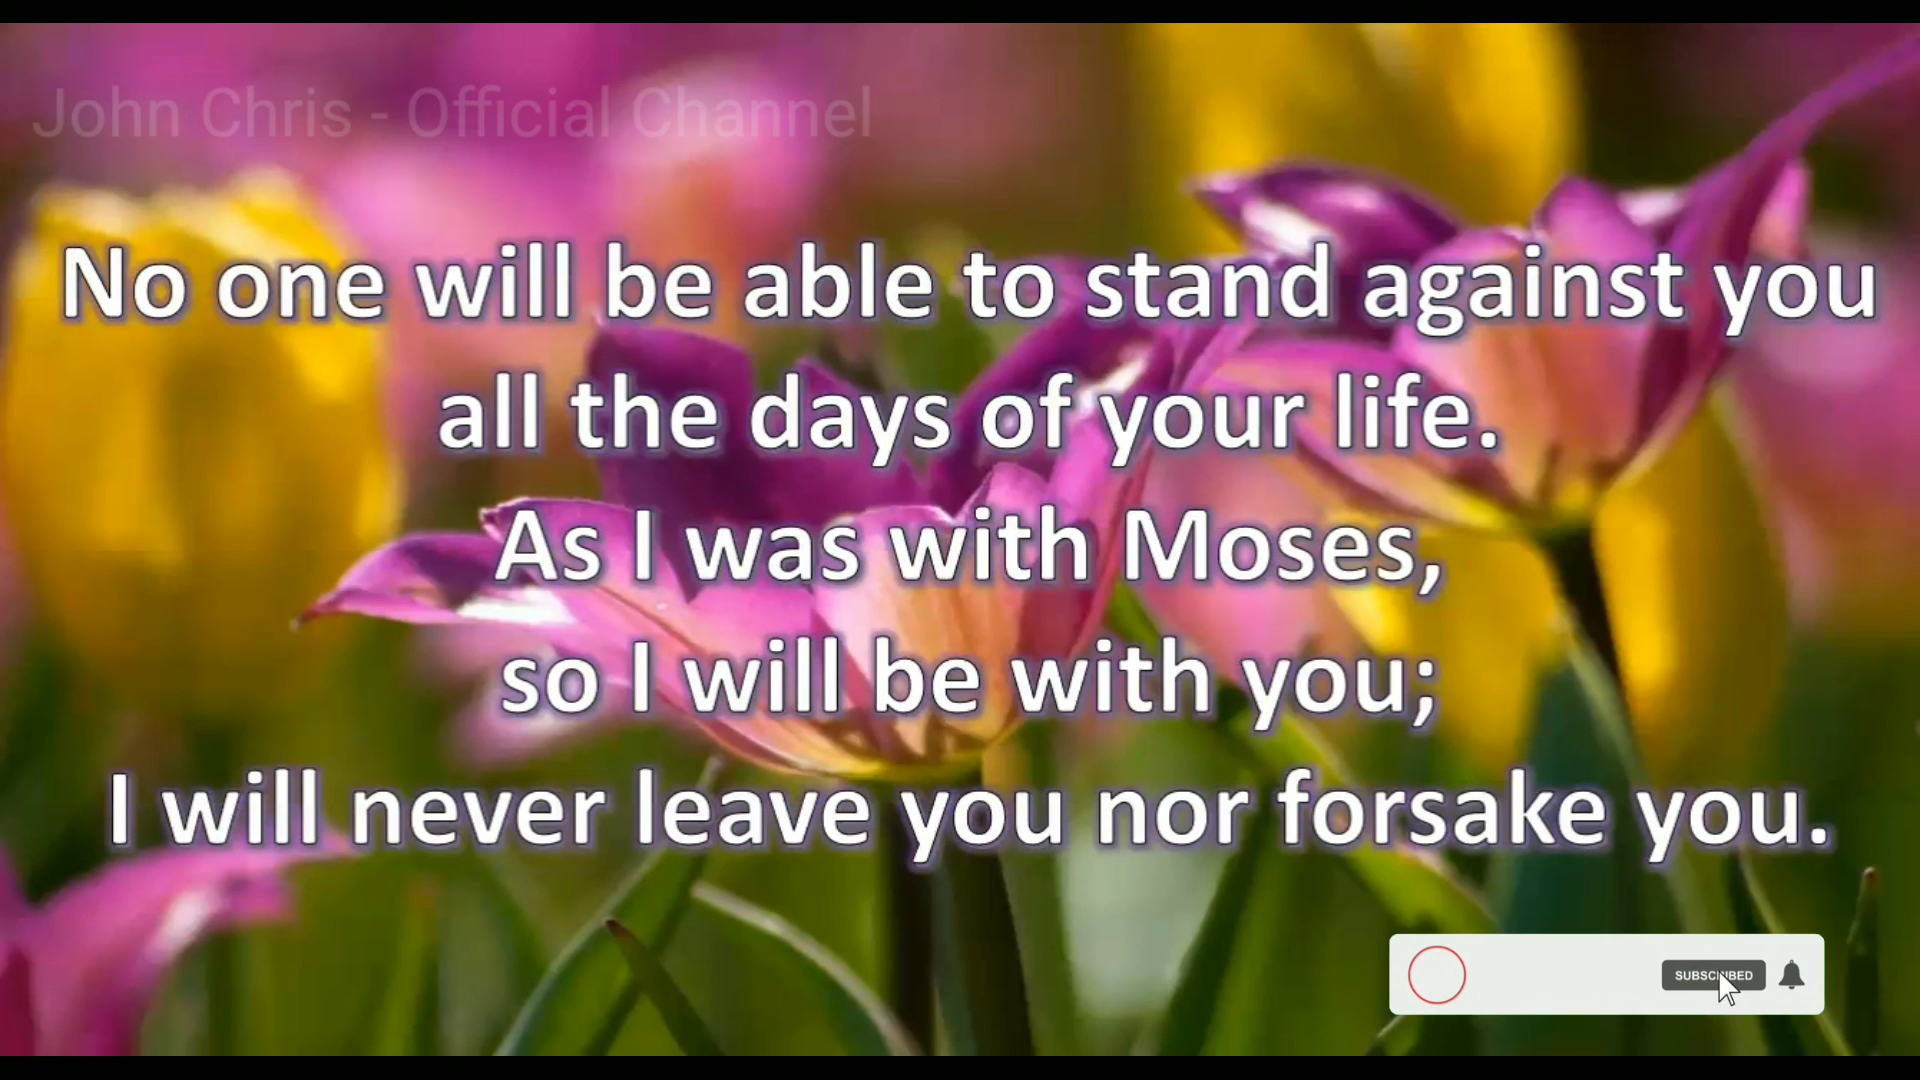 John Chris - Official Channel
No one will be able to stand against you
all the days of your life.
As I was with Moses,
so I will be with you;
I will never leave you nor forsake you.
SUBSCRIBED